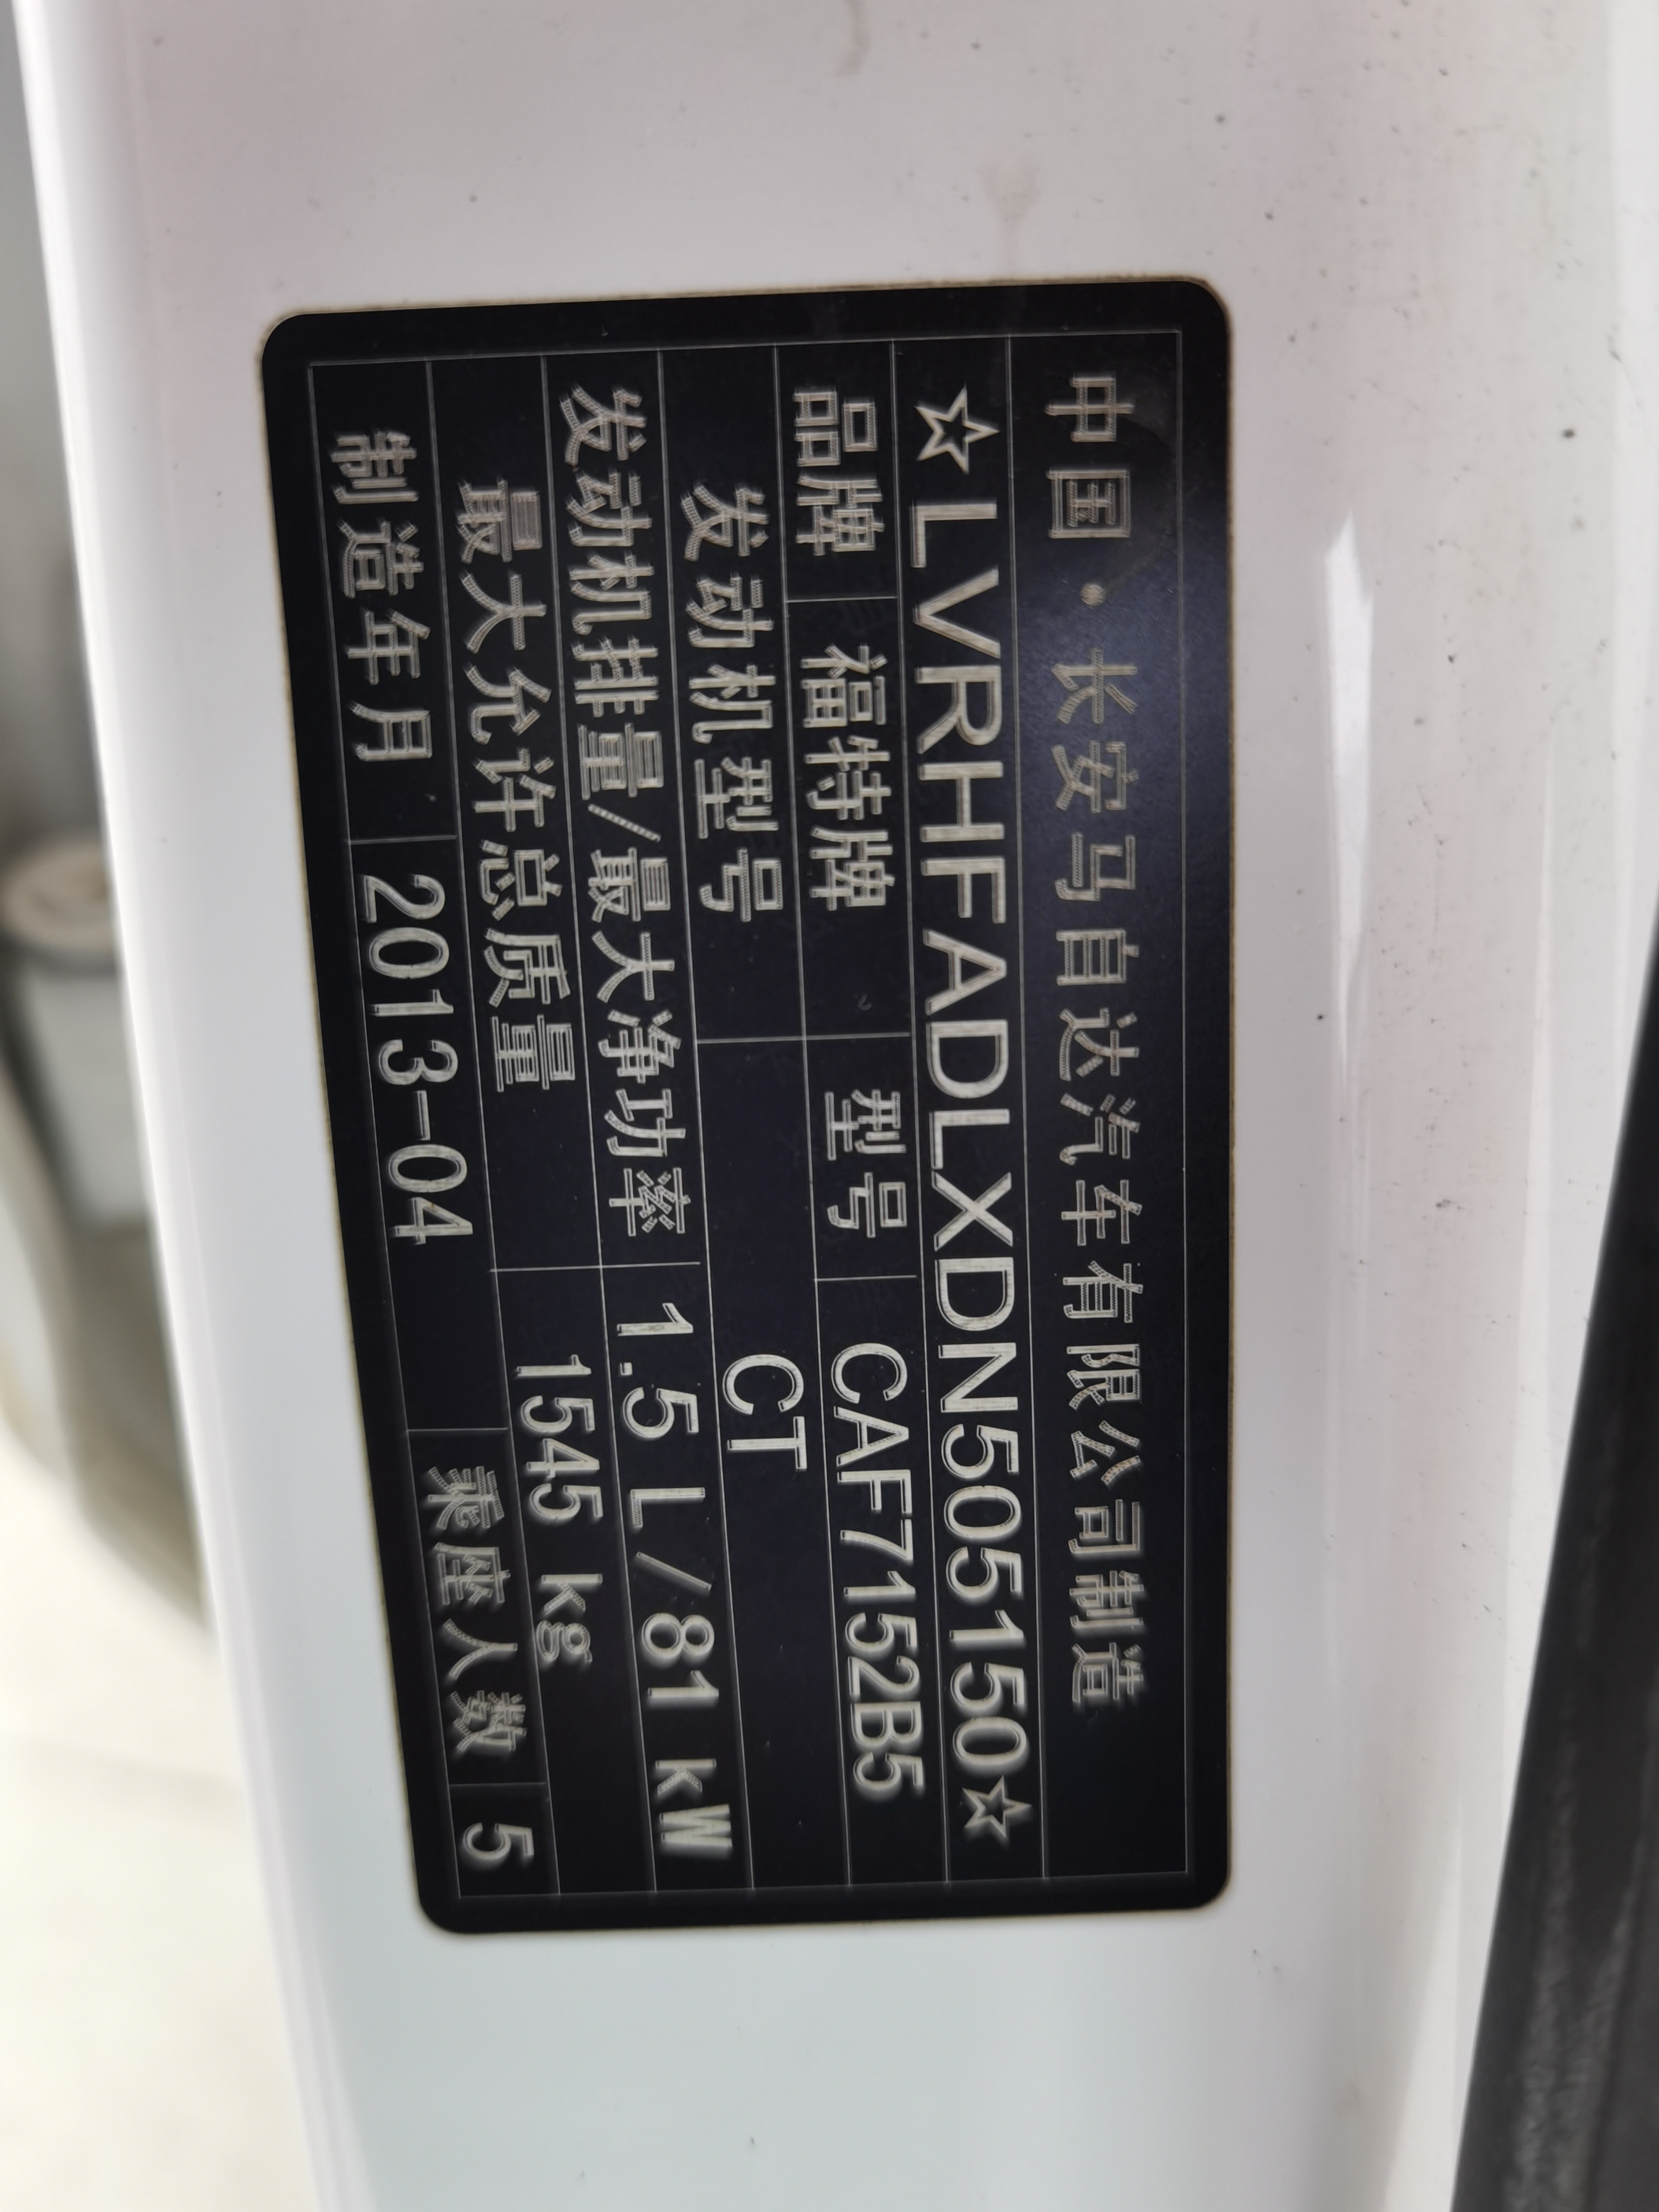 中国·长安马自达汽车有限公司制造
☆LVRHFADLXDN505150☆
品牌 福特牌 型号 CAF7152B5
发动机型号 CT
发动机排量/最大净功率 1.5 L/81 kW
最大允许总质量 1545 kg
制造年月 2013-04 乘座人数 5